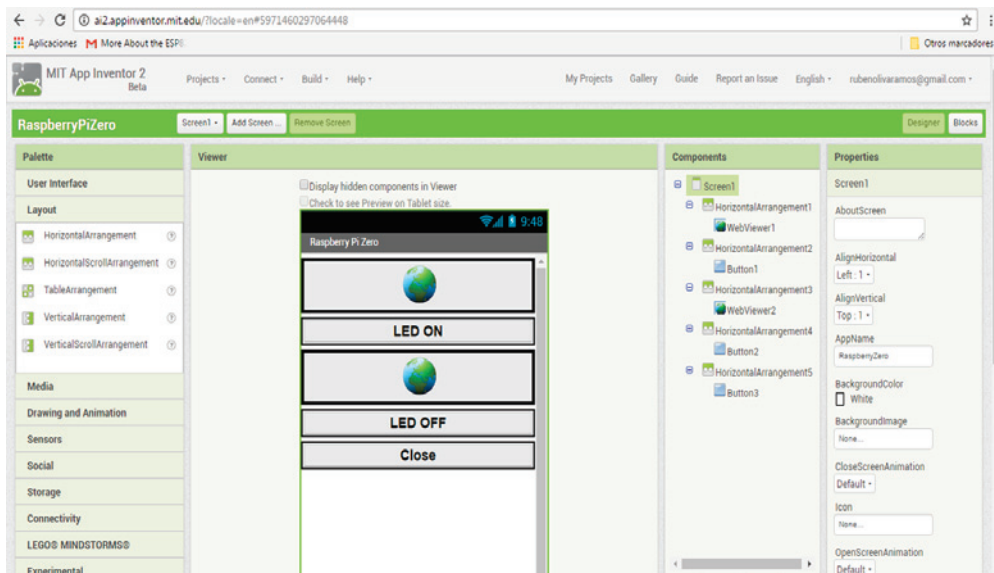 ai2.appinventor.mit.edu/?locale=en#5971460297064448
Aplicaciones More About the ESP8 Otros marcadores
MIT App Inventor 2
Beta
Projects Connect Build Help My Projects Gallery Guide Report an Issue English rubenolivaramos@gmail.com
RaspberryPiZero Screen1 Add Screen ... Remove Screen Designer Blocks
Palette
User Interface
Layout
HorizontalArrangement
HorizontalScrollArrangement
TableArrangement
VerticalArrangement
VerticalScrollArrangement
Media
Drawing and Animation
Sensors
Social
Storage
Connectivity
LEGO® MINDSTORMS®
Experimental
Viewer
Display hidden components in Viewer
Check to see Preview on Tablet size.
9:48
Raspberry Pi Zero
LED ON
LED OFF
Close
Components
Screen1
HorizontalArrangement1
WebViewer1
HorizontalArrangement2
Button1
HorizontalArrangement3
WebViewer2
HorizontalArrangement4
Button2
HorizontalArrangement5
Button3
Properties
Screen1
AboutScreen
AlignHorizontal
Left : 1
AlignVertical
Top : 1
AppName
RaspberryZero
BackgroundColor
White
BackgroundImage
None...
CloseScreenAnimation
Default
Icon
None...
OpenScreenAnimation
Default